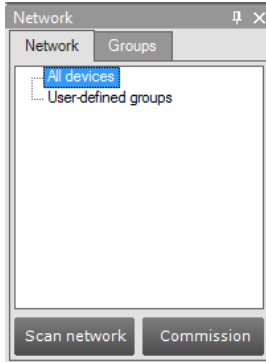 Network
Network Groups
All devices
User-defined groups
Scan network Commission